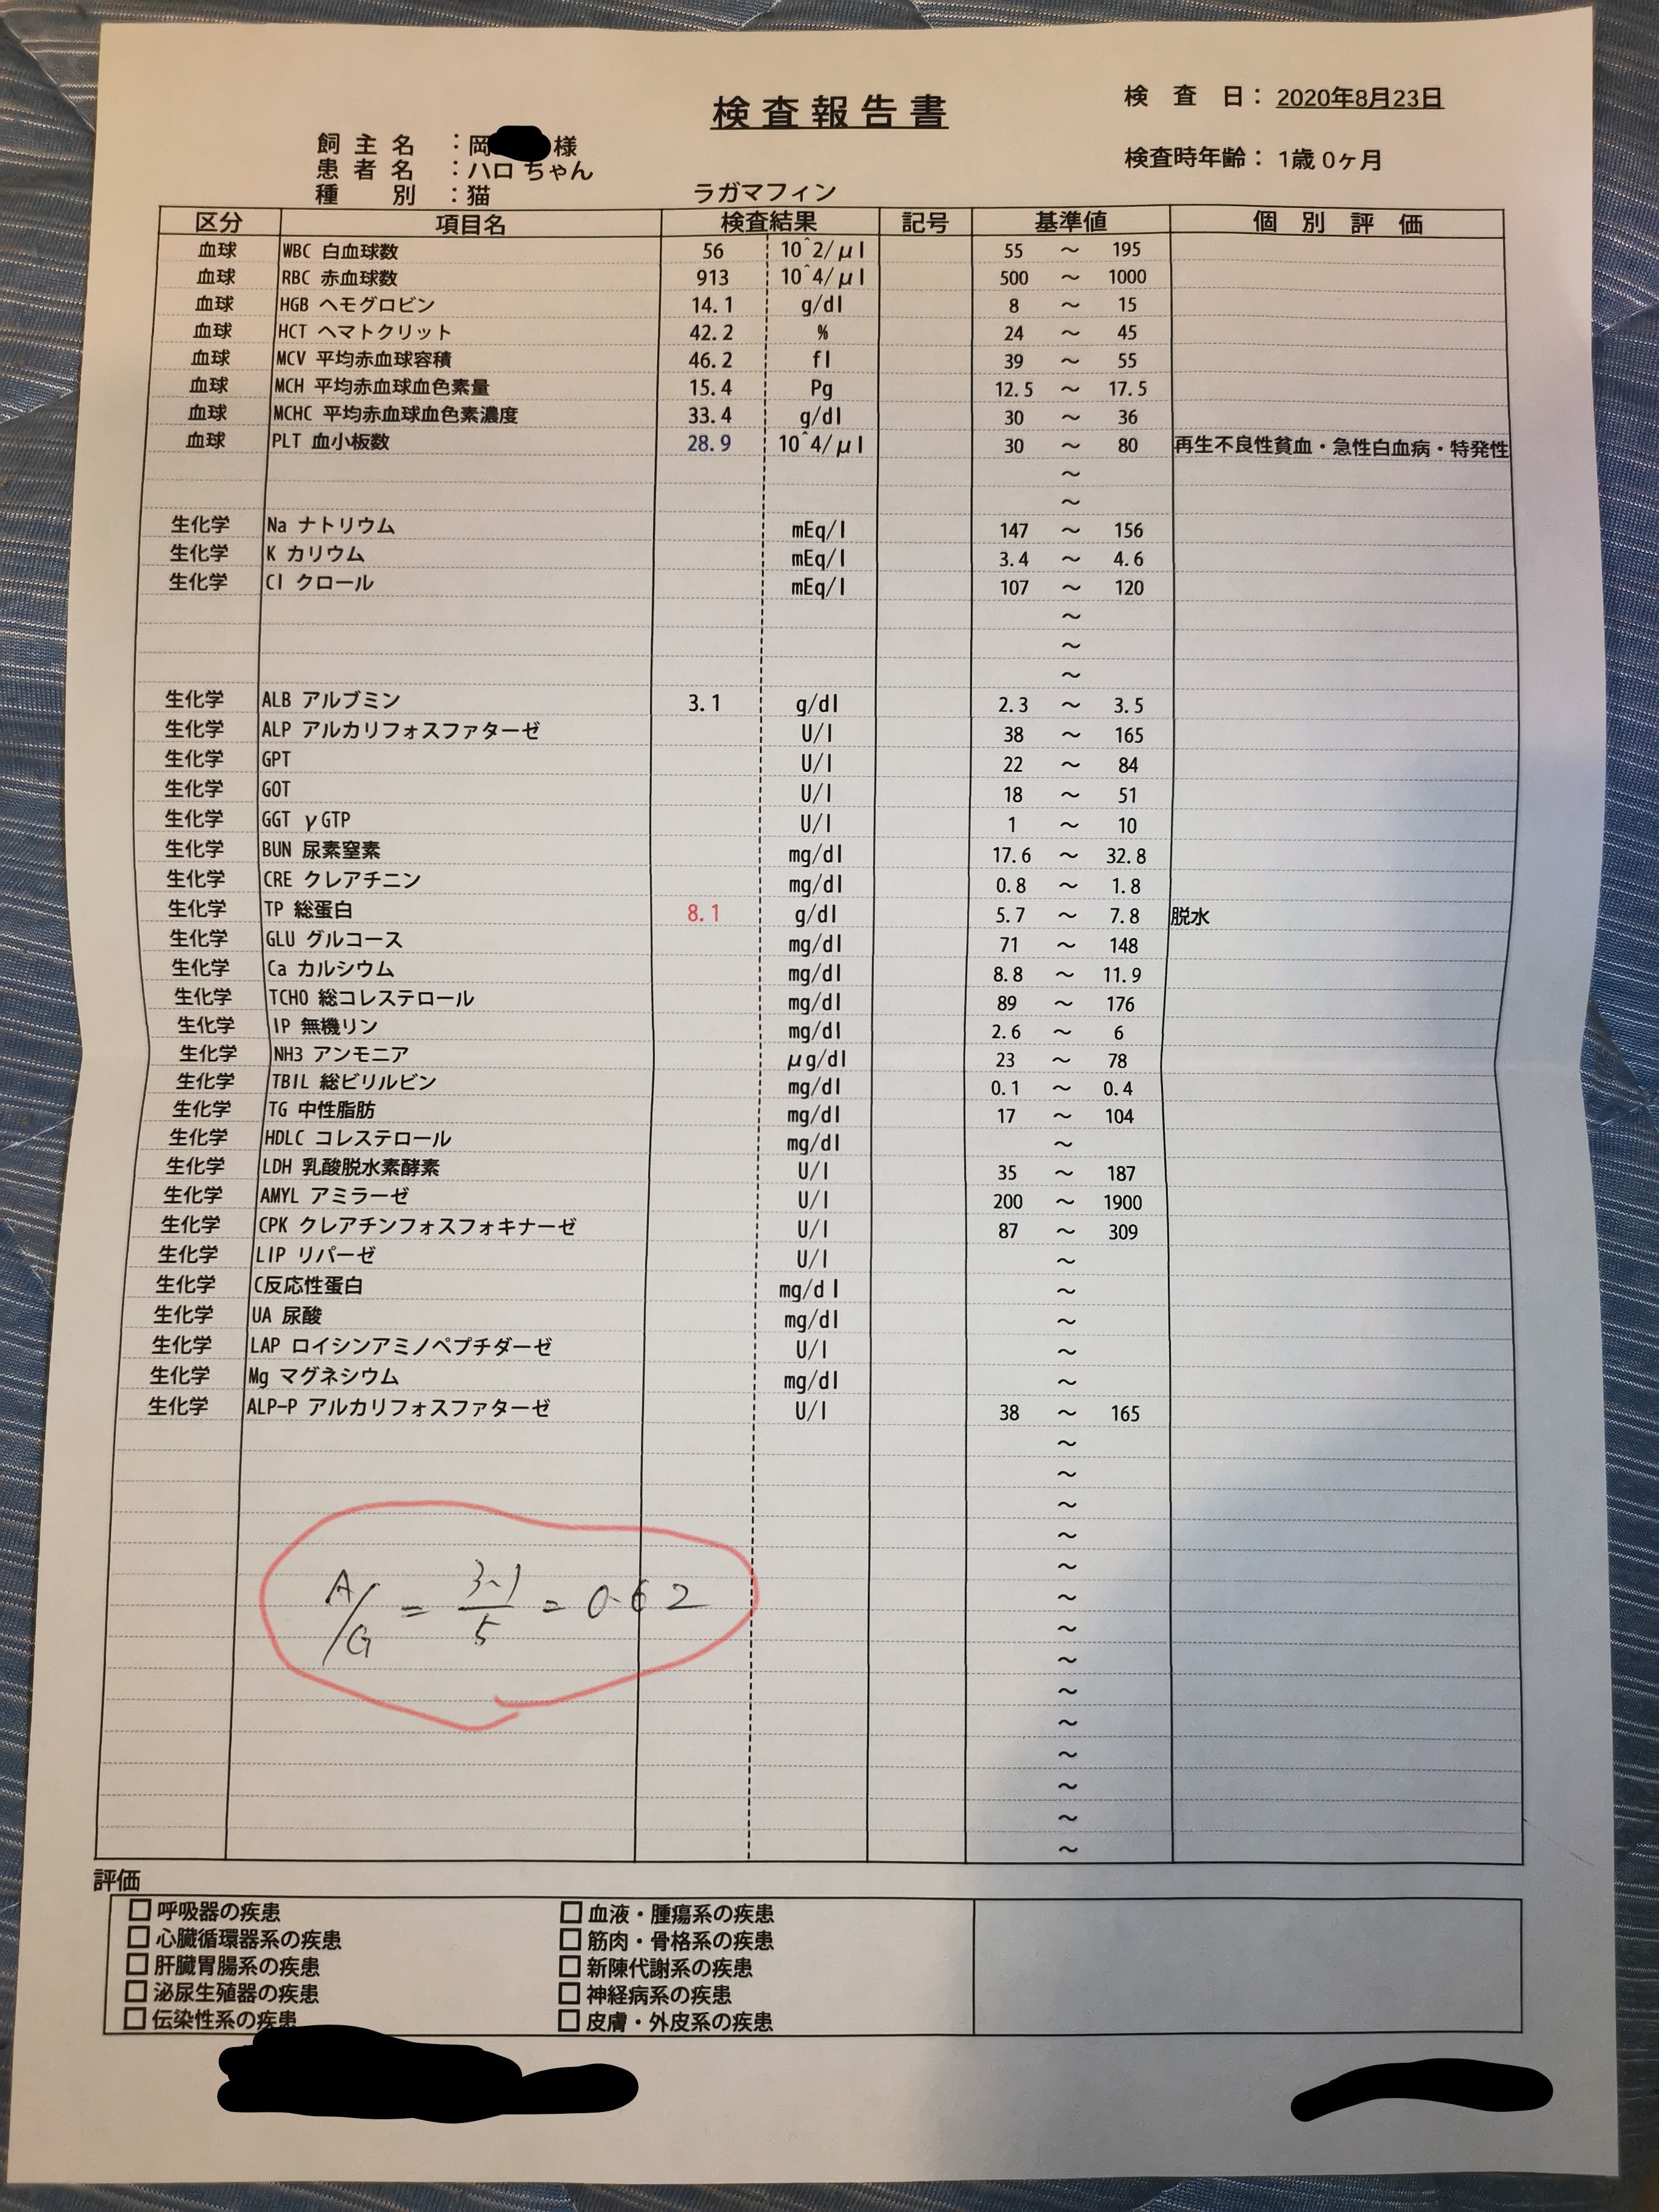 検査報告書
検査日： 2020年8月23日
飼主名 ：岡 様
患者名 ：ハロちゃん
検査時年齢： 1歳 0ヶ月
種別 ：猫 ラガマフィン
区分 項目名 検査結果 記号 基準値 個別評価
血球 WBC 白血球数 56 10^2/μl 55 ～ 195
血球 RBC 赤血球数 913 10^4/μl 500 ～ 1000
血球 HGB ヘモグロビン 14.1 g/dl 8 ～ 15
血球 HCT ヘマトクリット 42.2 % 24 ～ 45
血球 MCV 平均赤血球容積 46.2 fl 39 ～ 55
血球 MCH 平均赤血球血色素量 15.4 Pg 12.5 ～ 17.5
血球 MCHC 平均赤血球血色素濃度 33.4 g/dl 30 ～ 36
血球 PLT 血小板数 28.9 10^4/μl 30 ～ 80 再生不良性貧血・急性白血病・特発性
～
～
生化学 Na ナトリウム mEq/l 147 ～ 156
生化学 K カリウム mEq/l 3.4 ～ 4.6
生化学 Cl クロール mEq/l 107 ～ 120
～
～
～
生化学 ALB アルブミン 3.1 g/dl 2.3 ～ 3.5
生化学 ALP アルカリフォスファターゼ U/l 38 ～ 165
生化学 GPT U/l 22 ～ 84
生化学 GOT U/l 18 ～ 51
生化学 GGT γGTP U/l 1 ～ 10
生化学 BUN 尿素窒素 mg/dl 17.6 ～ 32.8
生化学 CRE クレアチニン mg/dl 0.8 ～ 1.8
生化学 TP 総蛋白 8.1 g/dl 5.7 ～ 7.8 脱水
生化学 GLU グルコース mg/dl 71 ～ 148
生化学 Ca カルシウム mg/dl 8.8 ～ 11.9
生化学 TCHO 総コレステロール mg/dl 89 ～ 176
生化学 IP 無機リン mg/dl 2.6 ～ 6
生化学 NH3 アンモニア μg/dl 23 ～ 78
生化学 TBIL 総ビリルビン mg/dl 0.1 ～ 0.4
生化学 TG 中性脂肪 mg/dl 17 ～ 104
生化学 HDLC コレステロール mg/dl ～
生化学 LDH 乳酸脱水素酵素 U/l 35 ～ 187
生化学 AMYL アミラーゼ U/l 200 ～ 1900
生化学 CPK クレアチンフォスフォキナーゼ U/l 87 ～ 309
生化学 LIP リパーゼ U/l ～
生化学 C反応性蛋白 mg/dl ～
生化学 UA 尿酸 mg/dl ～
生化学 LAP ロイシンアミノペプチダーゼ U/l ～
生化学 Mg マグネシウム mg/dl ～
生化学 ALP-P アルカリフォスファターゼ U/l 38 ～ 165
～
～
～
～
～
～
～
～
～
～
～
～
～
～
A/G = 3.1/5 = 0.62
評価
□呼吸器の疾患 □血液・腫瘍系の疾患
□心臓循環器系の疾患 □筋肉・骨格系の疾患
□肝臓胃腸系の疾患 □新陳代謝系の疾患
□泌尿生殖器の疾患 □神経病系の疾患
□伝染性系の疾患 □皮膚・外皮系の疾患